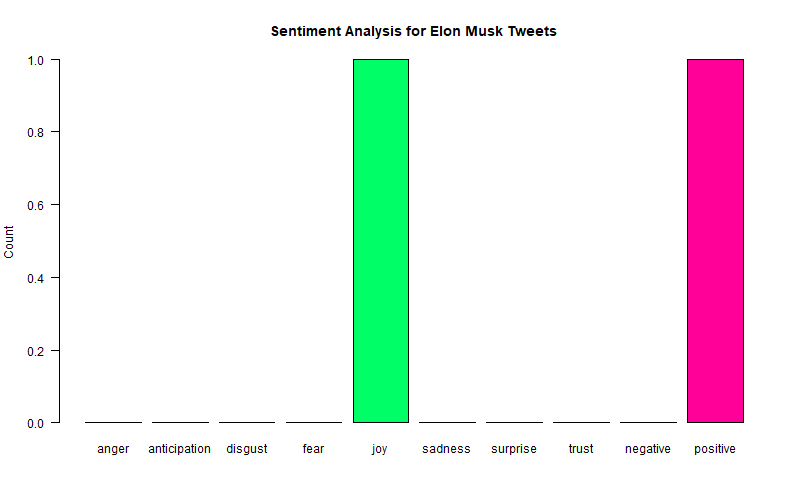 Sentiment Analysis for Elon Musk Tweets
Count
1.0
0.8
0.6
0.4
0.2
0.0
anger anticipation disgust fear joy sadness surprise trust negative positive